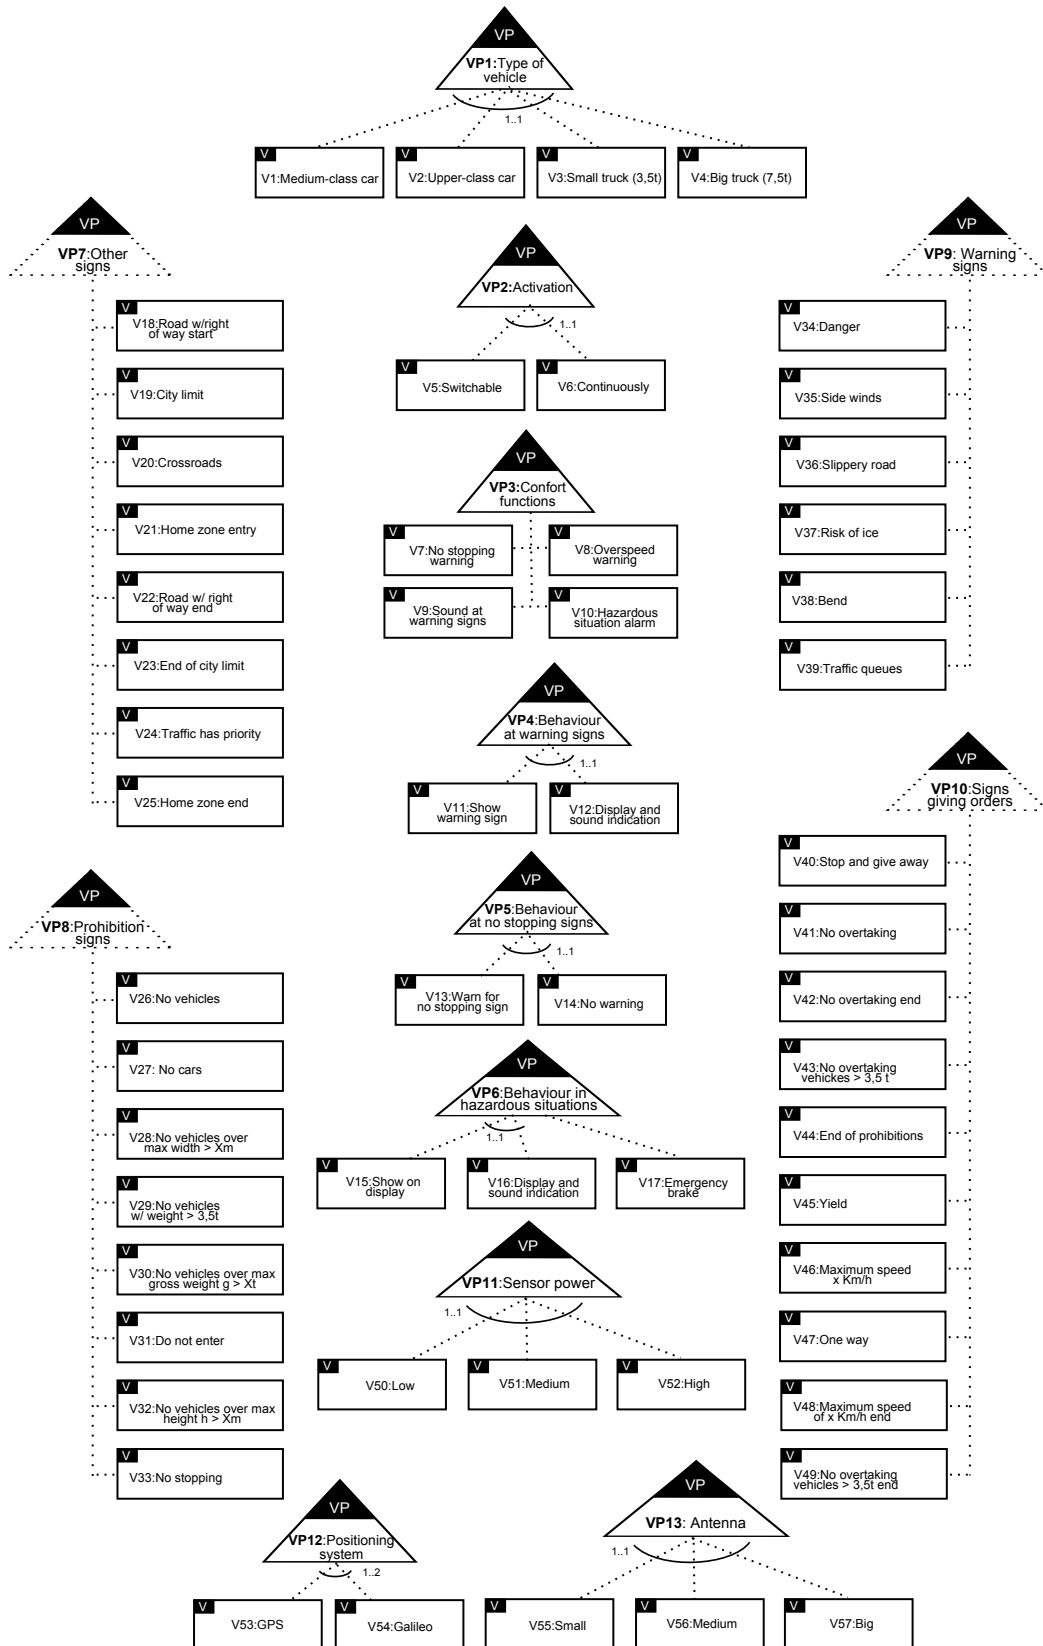 VP
VP1:Type of
vehicle
1..1
V
V1:Medium-class car
V
V2:Upper-class car
V
V3:Small truck (3,5t)
V
V4:Big truck (7,5t)
VP
VP7:Other
signs
V
V18:Road w/right
of way start
V
V19:City limit
V
V20:Crossroads
V
V21:Home zone entry
V
V22:Road w/ right
of way end
V
V23:End of city limit
V
V24:Traffic has priority
V
V25:Home zone end
VP
VP2:Activation
1..1
V
V5:Switchable
V
V6:Continuously
VP
VP3:Confort
functions
V
V7:No stopping
warning
V
V8:Overspeed
warning
V
V9:Sound at
warning signs
V
V10:Hazardous
situation alarm
VP
VP4:Behaviour
at warning signs
1..1
V
V11:Show
warning sign
V
V12:Display and
sound indication
VP
VP9: Warning
signs
V
V34:Danger
V
V35:Side winds
V
V36:Slippery road
V
V37:Risk of ice
V
V38:Bend
V
V39:Traffic queues
VP
VP8:Prohibition
signs
V
V26:No vehicles
V
V27: No cars
V
V28:No vehicles over
max width > Xm
V
V29:No vehicles
w/ weight > 3,5t
V
V30:No vehicles over max
gross weight g > Xt
V
V31:Do not enter
V
V32:No vehicles over max
height h > Xm
V
V33:No stopping
VP
VP5:Behaviour
at no stopping signs
1..1
V
V13:Warn for
no stopping sign
V
V14:No warning
VP
VP6:Behaviour in
hazardous situations
1..1
V
V15:Show on
display
V
V16:Display and
sound indication
V
V17:Emergency
brake
VP
VP11:Sensor power
1..1
V
V50:Low
V
V51:Medium
V
V52:High
VP
VP10:Signs
giving orders
V
V40:Stop and give away
V
V41:No overtaking
V
V42:No overtaking end
V
V43:No overtaking
vehickes > 3,5 t
V
V44:End of prohibitions
V
V45:Yield
V
V46:Maximum speed
x Km/h
V
V47:One way
V
V48:Maximum speed
of x Km/h end
V
V49:No overtaking
vehicles > 3,5t end
VP
VP12:Positioning
system
1..2
V
V53:GPS
V
V54:Galileo
VP
VP13: Antenna
1..1
V
V55:Small
V
V56:Medium
V
V57:Big